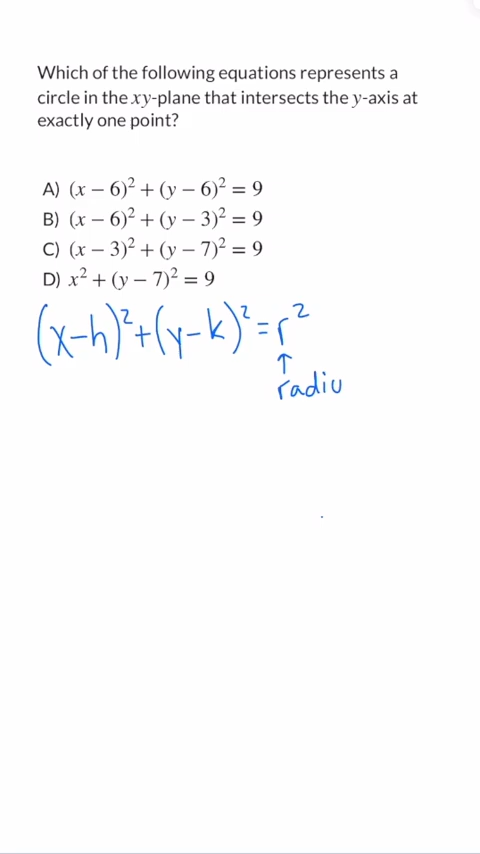 Which of the following equations represents a
circle in the xy-plane that intersects the y-axis at
exactly one point?
A) (x − 6)² + (y − 6)² = 9
B) (x − 6)² + (y − 3)² = 9
C) (x − 3)² + (y − 7)² = 9
D) x² + (y − 7)² = 9
(x-h)²+(y-k)²=r²
↑
radiu